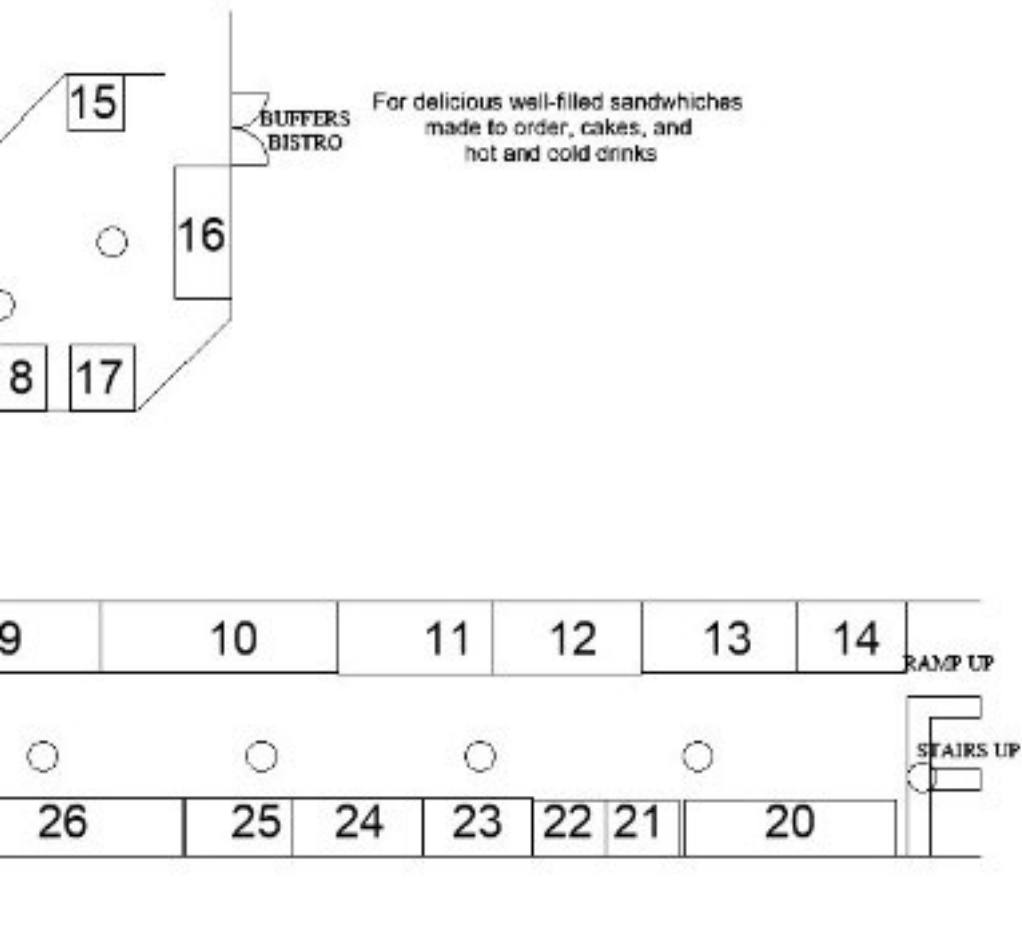 15
BUFFERS
BISTRO
For delicious well-filled sandwhiches
made to order, cakes, and
hot and cold drinks
16
8 17
9 10 11 12 13 14
RAMP UP
STAIRS UP
26 25 24 23 22 21 20